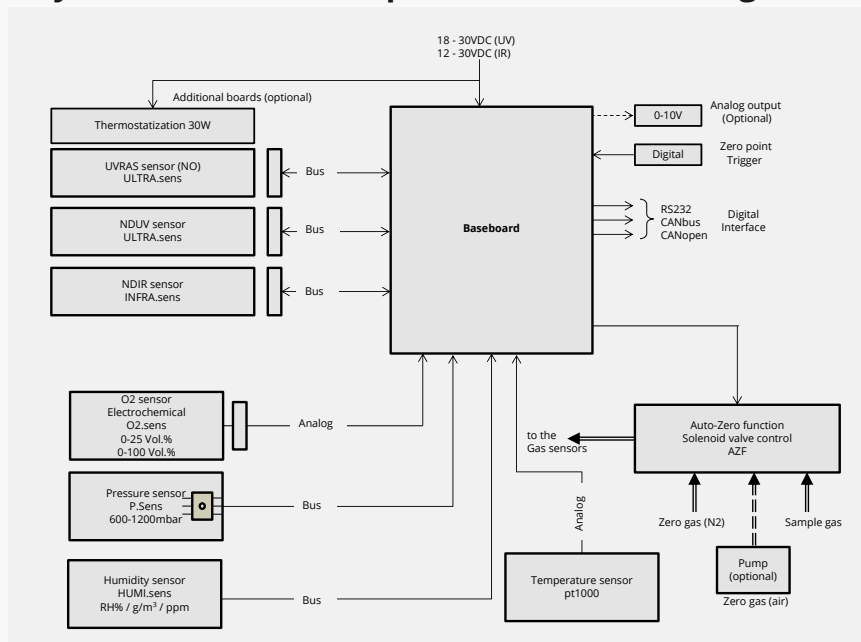 18 - 30VDC (UV)
12 - 30VDC (IR)
Additional boards (optional)
Thermostatization 30W
UVRAS sensor (NO)
ULTRA.sens
Bus
NDUV sensor
ULTRA.sens
Bus
NDIR sensor
INFRA.sens
Bus
Baseboard
0-10V
Analog output
(Optional)
Digital
Zero point
Trigger
RS232
CANbus
CANopen
Digital
Interface
O2 sensor
Electrochemical
O2.sens
0-25 Vol.%
0-100 Vol.%
Analog
Pressure sensor
P.Sens
600-1200mbar
Bus
Humidity sensor
HUMI.sens
RH% / g/m³ / ppm
Bus
Analog
Temperature sensor
pt1000
to the
Gas sensors
Auto-Zero function
Solenoid valve control
AZF
Zero gas (N2)
Sample gas
Pump
(optional)
Zero gas (air)